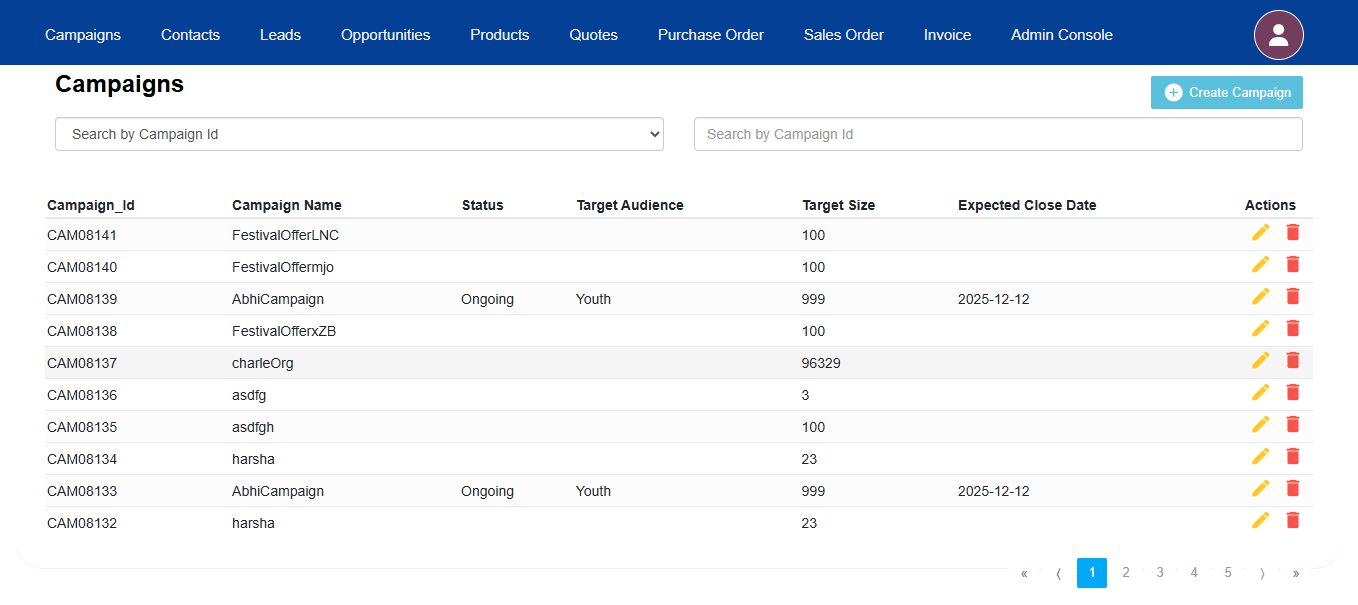 Campaigns Contacts Leads Opportunities Products Quotes Purchase Order Sales Order Invoice Admin Console
Campaigns
Create Campaign
Search by Campaign Id Search by Campaign Id
Campaign_Id Campaign Name Status Target Audience Target Size Expected Close Date Actions
CAM08141 FestivalOfferLNC 100
CAM08140 FestivalOffermjo 100
CAM08139 AbhiCampaign Ongoing Youth 999 2025-12-12
CAM08138 FestivalOfferxZB 100
CAM08137 charleOrg 96329
CAM08136 asdfg 3
CAM08135 asdfgh 100
CAM08134 harsha 23
CAM08133 AbhiCampaign Ongoing Youth 999 2025-12-12
CAM08132 harsha 23
« ⟨ 1 2 3 4 5 ⟩ »